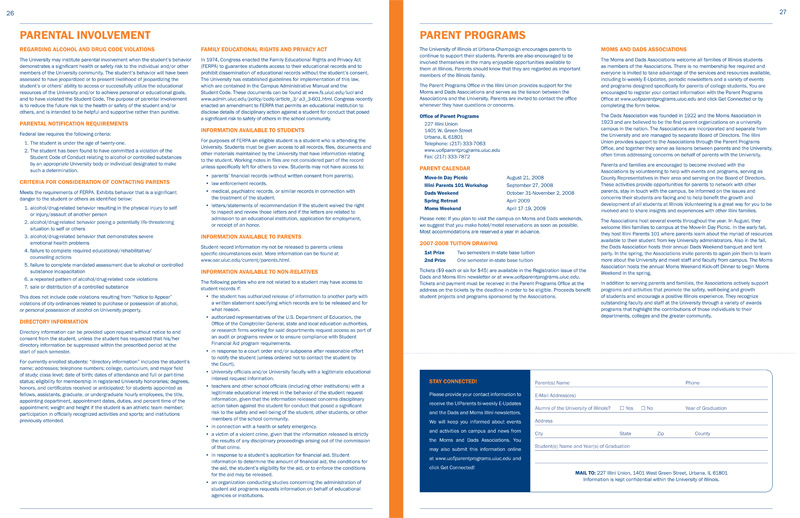 26
PARENTAL INVOLVEMENT
REGARDING ALCOHOL AND DRUG CODE VIOLATIONS
The University may institute parental involvement when the student's behavior
demonstrates a significant health or safety risk to the individual and/or other
members of the University community. The student's behavior will have been
assessed to have jeopardized or to present likelihood of jeopardizing the
student's or others' ability to access or successfully utilize the educational
resources of the University and/or to achieve personal or educational goals,
and to have violated the Student Code. The purpose of parental involvement
is to reduce the future risk to the health or safety of the student and/or
others, and is intended to be helpful and supportive rather than punitive.
PARENTAL NOTIFICATION REQUIREMENTS
Federal law requires the following criteria:
1. The student is under the age of twenty-one.
2. The student has been found to have committed a violation of the
Student Code of Conduct relating to alcohol or controlled substances
by an appropriate University body or individual designated to make
such a determination.
CRITERIA FOR CONSIDERATION OF CONTACTING PARENTS
Meets the requirements of FERPA. Exhibits behavior that is a significant
danger to the student or others as identified below:
1. alcohol/drug-related behavior resulting in the physical injury to self
or injury/assault of another person
2. alcohol/drug-related behavior posing a potentially life-threatening
situation to self or others
3. alcohol/drug-related behavior that demonstrates severe
emotional health problems
4. failure to complete required educational/rehabilitative/
counseling actions
5. failure to complete mandated assessment due to alcohol or controlled
substance incapacitation
6. a repeated pattern of alcohol/drug-related code violations
7. sale or distribution of a controlled substance
This does not include violations resulting from "Notice to Appear"
violations of city ordinances related to purchase or possession of alcohol,
or personal possession of alcohol on University property.
DIRECTORY INFORMATION
Directory information can be provided upon request without notice to and
consent from the student, unless the student has requested that his/her
directory information be suppressed within the prescribed period at the
start of each semester.
For currently enrolled students: "directory information" includes the student's
name; addresses; telephone numbers; college, curriculum, and major field
of study; class level; date of birth; dates of attendance and full or part-time
status; eligibility for membership in registered University honoraries; degrees,
honors, and certificates received or anticipated; for students appointed as
fellows, assistants, graduate, or undergraduate hourly employees, the title,
appointing department, appointment dates, duties, and percent time of the
appointment; weight and height if the student is an athletic team member;
participation in officially recognized activities and sports; and institutions
previously attended.
FAMILY EDUCATIONAL RIGHTS AND PRIVACY ACT
In 1974, Congress enacted the Family Educational Rights and Privacy Act
(FERPA) to guarantee students access to their educational records and to
prohibit dissemination of educational records without the student's consent.
The University has established guidelines for implementation of this law,
which are contained in the Campus Administrative Manual and the
Student Code. These documents can be found at
Congress recently
enacted an amendment to FERPA that permits an educational institution to
disclose details of disciplinary action against a student for conduct that posed
a significant risk to safety of others in the school community.
INFORMATION AVAILABLE TO STUDENTS
For purposes of FERPA an eligible student is a student who is attending the
University. Students must be given access to all records, files, documents and
other materials maintained by the University that have information relating
to the student. Working notes in files are not considered part of the record
unless specifically left for others to view. Students may not have access to:
• parents' financial records (without written consent from parents).
• law enforcement records.
• medical, psychiatric records, or similar records in connection with
the treatment of the student.
• letters/statements of recommendation if the student waived the right
to inspect and review those letters and if the letters are related to
admission to an educational institution, application for employment,
or receipt of an honor.
INFORMATION AVAILABLE TO PARENTS
Student record information may not be released to parents unless
specific circumstances exist. More information can be found at
www.oar.uiuc.edu/current/parents.html.
INFORMATION AVAILABLE TO NON-RELATIVES
The following parties who are not related to a student may have access to
student records if:
• the student has authorized release of information to another party with
a written statement specifying which records are to be released and for
what reason.
• authorized representatives of the U.S. Department of Education, the
Office of the Comptroller General, state and local education authorities,
or research firms working for said departments request access as part of
an audit or programs review or to ensure compliance with Student
Financial Aid program requirements.
• in response to a court order and/or subpoena after reasonable effort
to notify the student (unless ordered not to contact the student by
the Court).
• University officials and/or University faculty with a legitimate educational
interest request information.
• teachers and other school officials (including other institutions) with a
legitimate educational interest in the behavior of the student request
information, given that the information released concerns disciplinary
action taken against the student for conduct that posed a significant
risk to the safety and well-being of the student, other students, or other
members of the school community.
• in connection with a health or safety emergency.
• a victim of a violent crime, given that the information is strictly
the results of any disciplinary proceedings arising out of the commission
of that crime.
• in response to a student's application for financial aid. Student
information to determine the amount of financial aid, the conditions for
the aid, the student's eligibility for the aid, or to enforce the conditions
for the aid may be released.
• an organization conducting studies concerning the administration of
student aid programs requests information on behalf of educational
agencies or institutions.
27
PARENT PROGRAMS
The University of Illinois at Urbana-Champaign encourages parents to
continue to support their students. Parents are also encouraged to be
involved themselves in the many enjoyable opportunities available to
them at Illinois. Parents should know that they are regarded as important
members of the Illinois family.
The Parent Programs Office in the Illini Union provides support for the
Moms and Dads Associations and serves as the liaison between the
Associations and the University. Parents are invited to contact the office
whenever they have questions or concerns.
Office of Parent Programs
227 Illini Union
1401 W. Green Street
Urbana, IL 61801
Telephone: (217) 333-7063
www.uofiparentprograms.uiuc.edu
Fax: (217) 333-7872
PARENT CALENDAR
Move-in Day Picnic August 21, 2008
Illini Parents 101 Workshop September 27, 2008
Dads Weekend October 31-November 2, 2008
Spring Retreat April 2009
Moms Weekend April 17-19, 2009
Please note: If you plan to visit the campus on Moms and Dads weekends,
we suggest that you make hotel/motel reservations as soon as possible.
Most accommodations are reserved a year in advance.
2007-2008 TUITION DRAWING
1st Prize Two semesters in-state base tuition
2nd Prize One semester in-state base tuition
Tickets ($9 each or six for $45) are available in the Registration issue of the
Dads and Moms Illini newsletter or at www.uofiparentprograms.uiuc.edu.
Tickets and payment must be received in the Parent Programs Office at the
address on the tickets by the deadline in order to be eligible. Proceeds benefit
student projects and programs sponsored by the Associations.
MOMS AND DADS ASSOCIATIONS
The Moms and Dads Associations welcome all families of Illinois students
as members of the Associations. There is no membership fee required and
everyone is invited to take advantage of the services and resources available,
including bi-weekly E-Updates, periodic newsletters and a variety of events
and programs designed specifically for parents of college students. You are
encouraged to register your contact information with the Parent Programs
Office at www.uofiparentprograms.uiuc.edu and click Get Connected or by
completing the form below.
The Dads Association was founded in 1922 and the Moms Association in
1923 and are believed to be the first parent organizations on a university
campus in the nation. The Associations are incorporated and separate from
the University and are managed by separate Boards of Directors. The Illini
Union provides support to the Associations through the Parent Programs
Office, and together they serve as liaisons between parents and the University,
often times addressing concerns on behalf of parents with the University.
Parents and families are encouraged to become involved with the
Associations by volunteering to help with events and programs, serving as
County Representatives in their area and serving on the Board of Directors.
These activities provide opportunities for parents to network with other
parents, stay in touch with the campus, be informed on the issues and
concerns their students are facing and to help benefit the growth and
development of all students at Illinois. Volunteering is a great way for you to be
involved and to share insights and experiences with other Illini families.
The Associations host several events throughout the year. In August, they
welcome Illini families to campus at the Move-in Day Picnic. In the early fall,
they host Illini Parents 101 where parents learn about the myriad of resources
available to their student from key University administrators. Also in the fall,
the Dads Association hosts their annual Dads Weekend banquet and tent
party. In the spring, the Associations invite parents to again join them to learn
more about the University and meet staff and faculty from campus. The Moms
Association hosts the annual Moms Weekend Kick-off Dinner to begin Moms
Weekend in the spring.
In addition to serving parents and families, the Associations actively support
programs and activities that promote the safety, well-being and growth
of students and encourage a positive Illinois experience. They recognize
outstanding faculty and staff at the University through a variety of awards
programs that highlight the contributions of those individuals to their
departments, colleges and the greater community.
STAY CONNECTED!
Please provide your contact information to
receive the UIParents bi-weekly E-Updates
and the Dads and Moms Illini newsletters.
We will keep you informed about events
and activities on campus and news from
the Moms and Dads Associations. You
may also submit this information online
at www.uofiparentprograms.uiuc.edu and
click Get Connected!
Parent(s) Name Phone
E-Mail Address(es)
Alumni of the University of Illinois? ☐ Yes ☐ No Year of Graduation
Address
City State Zip County
Student(s) Name and Year(s) of Graduation
MAIL TO: 227 Illini Union, 1401 West Green Street, Urbana, IL 61801
Information is kept confidential within the University of Illinois.